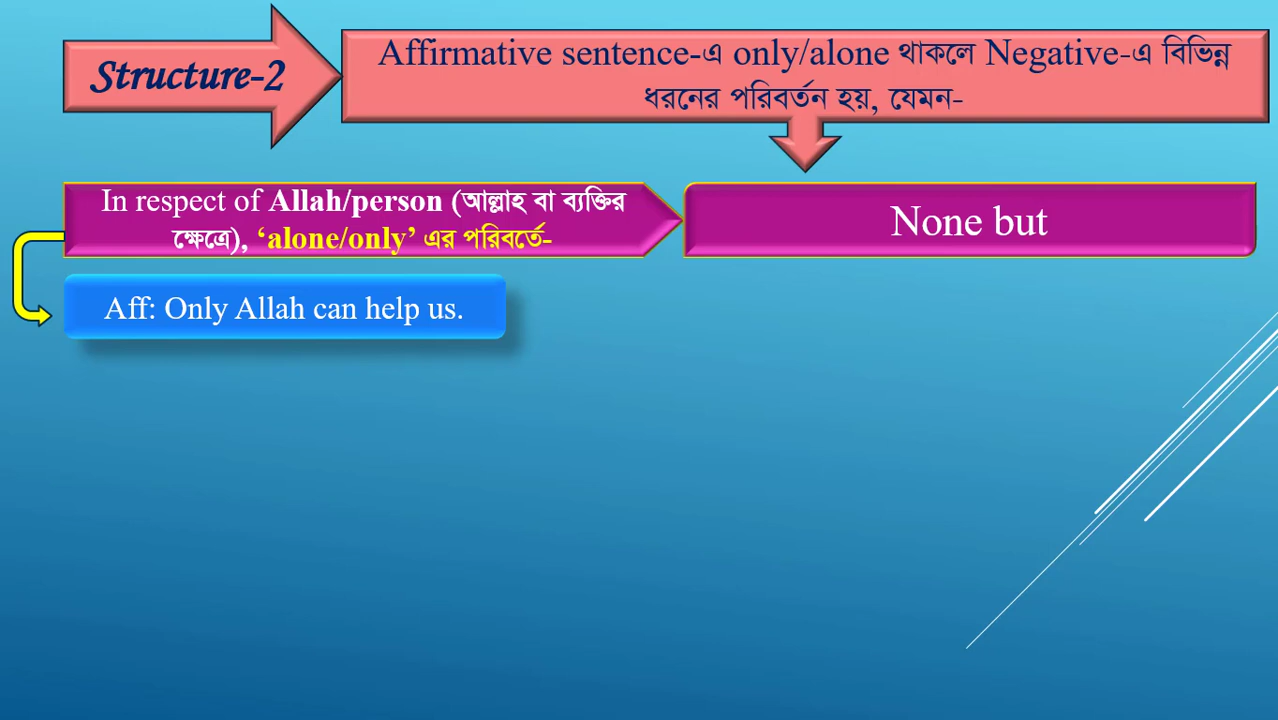 Structure-2
Affirmative sentence-এ only/alone থাকলে Negative-এ বিভিন্ন
ধরনের পরিবর্তন হয়, যেমন-
In respect of Allah/person (আল্লাহ বা ব্যক্তির
ক্ষেত্রে), ‘alone/only’ এর পরিবর্তে-
None but
Aff: Only Allah can help us.